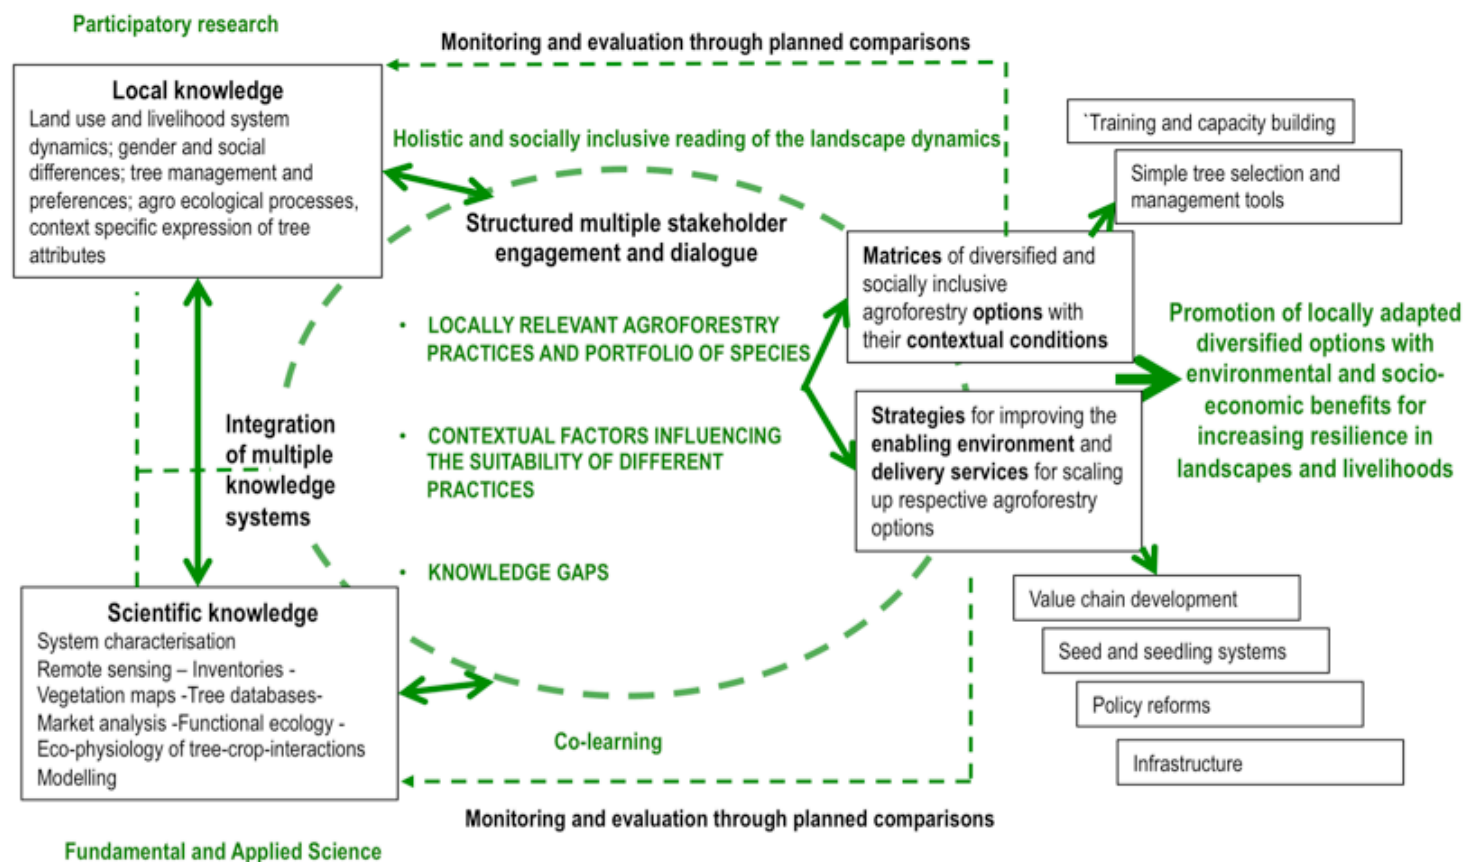 Participatory research
Monitoring and evaluation through planned comparisons
Local knowledge
Land use and livelihood system
dynamics; gender and social
differences; tree management and
preferences; agro ecological processes,
context specific expression of tree
attributes
Holistic and socially inclusive reading of the landscape dynamics
Structured multiple stakeholder
engagement and dialogue
• LOCALLY RELEVANT AGROFORESTRY
PRACTICES AND PORTFOLIO OF SPECIES
• CONTEXTUAL FACTORS INFLUENCING
THE SUITABILITY OF DIFFERENT
PRACTICES
• KNOWLEDGE GAPS
Integration
of multiple
knowledge
systems
Scientific knowledge
System characterisation
Remote sensing – Inventories -
Vegetation maps -Tree databases-
Market analysis -Functional ecology -
Eco-physiology of tree-crop-interactions
Modelling
Co-learning
Monitoring and evaluation through planned comparisons
Fundamental and Applied Science
Matrices of diversified and
socially inclusive
agroforestry options with
their contextual conditions
Strategies for improving the
enabling environment and
delivery services for scaling
up respective agroforestry
options
`Training and capacity building
Simple tree selection and
management tools
Promotion of locally adapted
diversified options with
environmental and socio-
economic benefits for
increasing resilience in
landscapes and livelihoods
Value chain development
Seed and seedling systems
Policy reforms
Infrastructure